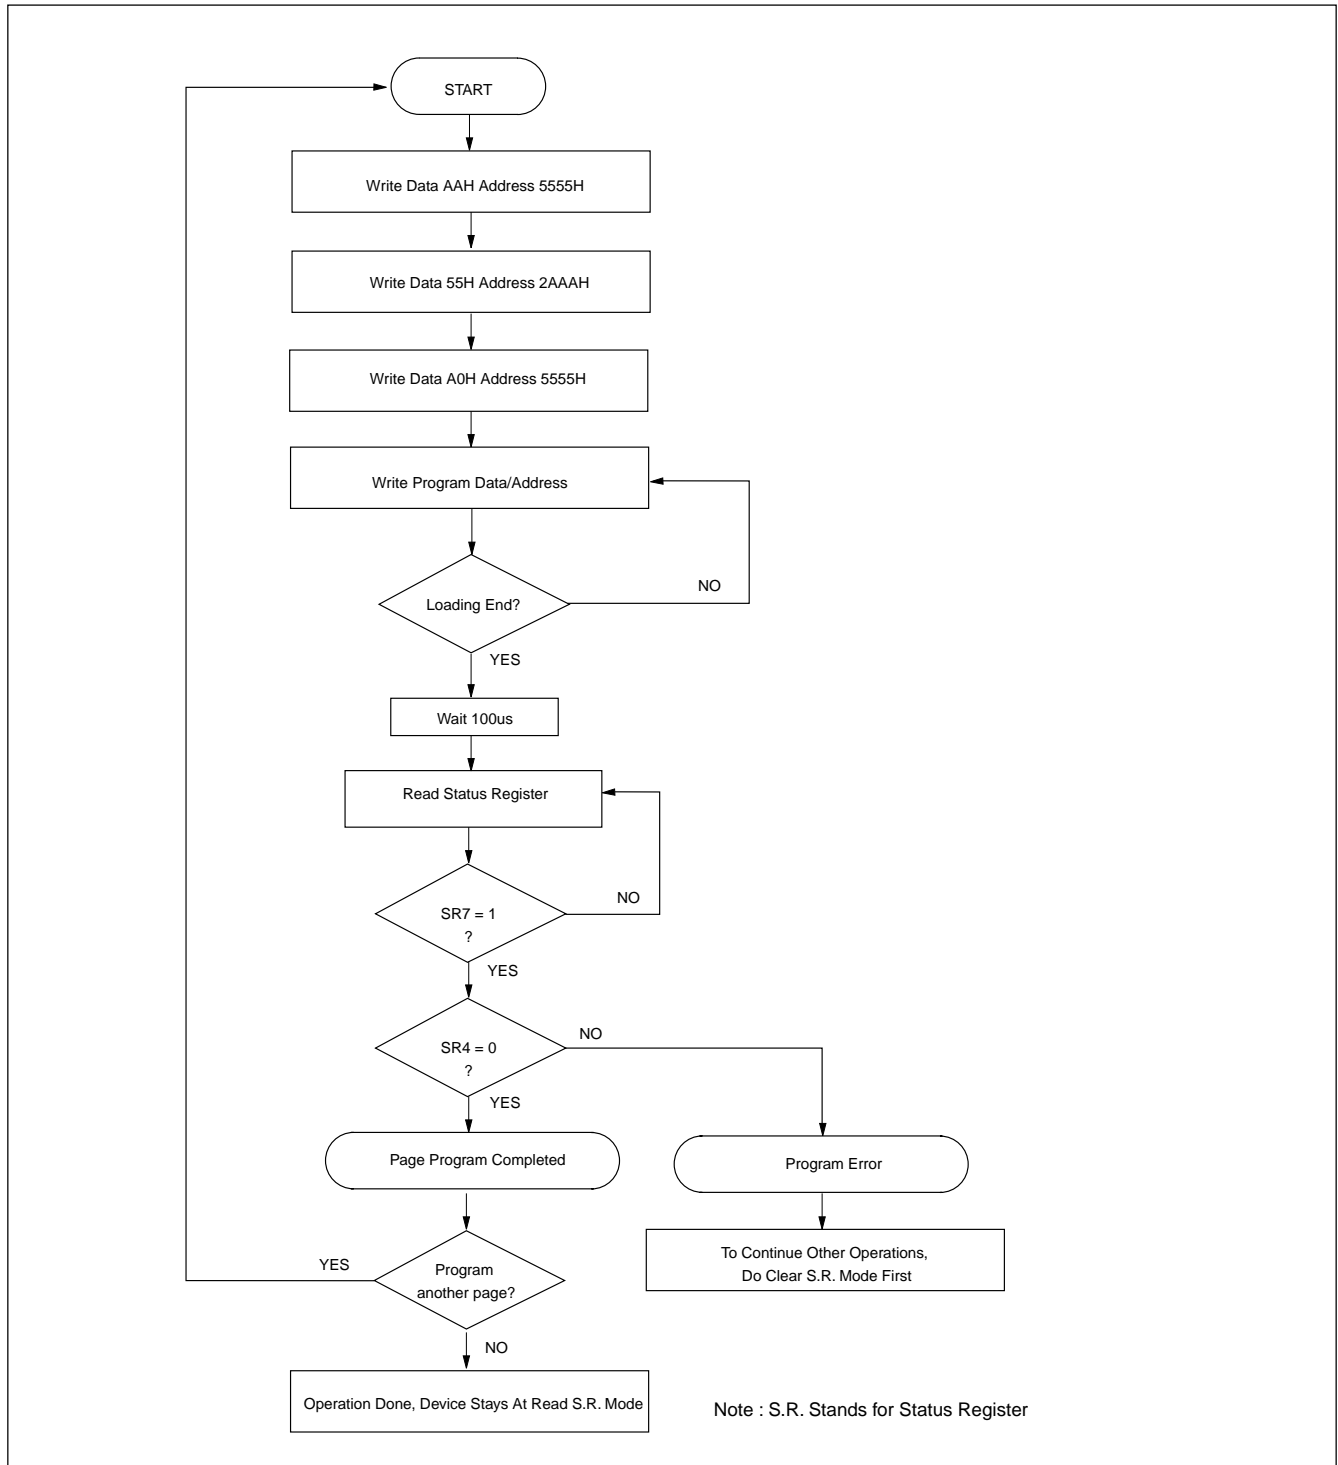 START
Write Data AAH Address 5555H
Write Data 55H Address 2AAAH
Write Data A0H Address 5555H
Write Program Data/Address
NO
Loading End?
YES
Wait 100us
Read Status Register
NO
SR7 = 1
?
YES
NO
SR4 = 0
?
YES
Page Program Completed
Program Error
To Continue Other Operations,
Do Clear S.R. Mode First
YES
Program
another page?
NO
Operation Done, Device Stays At Read S.R. Mode
Note : S.R. Stands for Status Register